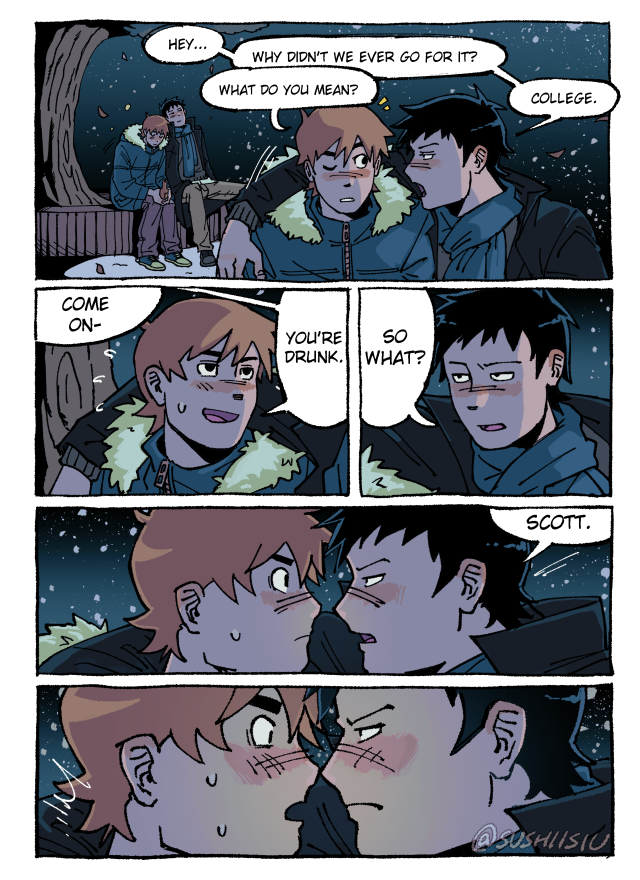 HEY...
WHY DIDN'T WE EVER GO FOR IT?
WHAT DO YOU MEAN?
COLLEGE.
COME
ON-
YOU'RE
DRUNK.
SO
WHAT?
SCOTT.
@SUSHIISIU